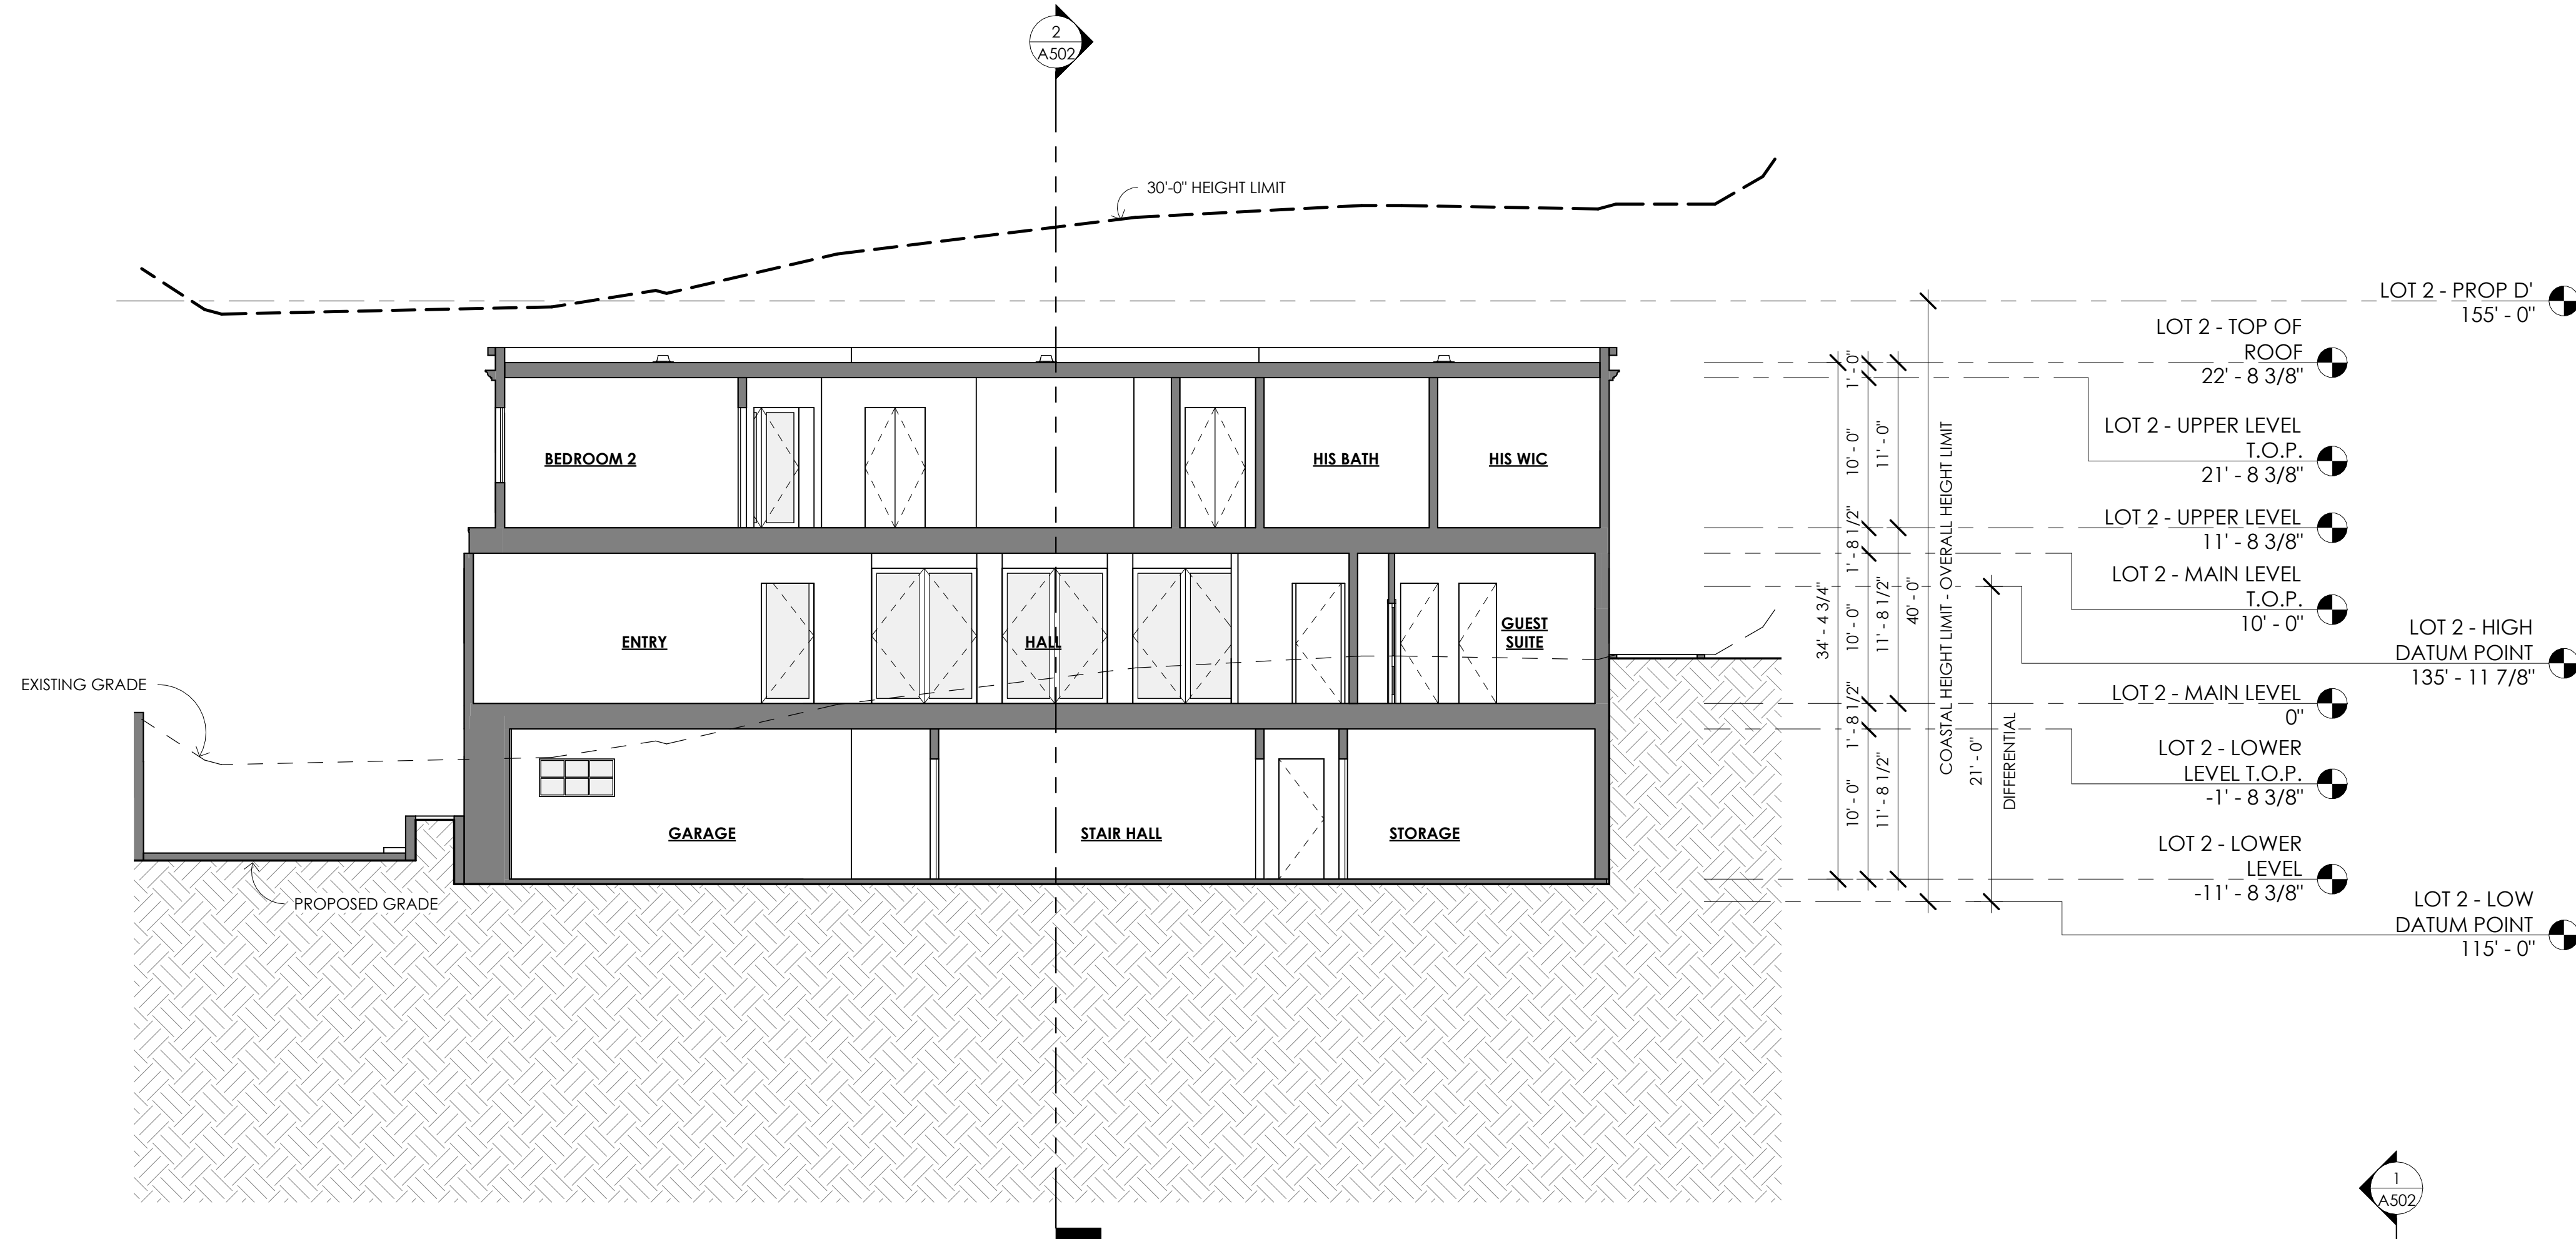 2
A502
30'-0" HEIGHT LIMIT
LOT 2 - PROP D'
155' - 0"
LOT 2 - TOP OF
ROOF
22' - 8 3/8"
LOT 2 - UPPER LEVEL
T.O.P.
21' - 8 3/8"
LOT 2 - UPPER LEVEL
11' - 8 3/8"
LOT 2 - MAIN LEVEL
T.O.P.
10' - 0"
LOT 2 - HIGH
DATUM POINT
135' - 11 7/8"
LOT 2 - MAIN LEVEL
0"
LOT 2 - LOWER
LEVEL T.O.P.
-1' - 8 3/8"
LOT 2 - LOWER
LEVEL
-11' - 8 3/8"
LOT 2 - LOW
DATUM POINT
115' - 0"
34' - 4 3/4"
1' - 0"
10' - 0"
1' - 8 1/2"
10' - 0"
1' - 8 1/2"
10' - 0"
11' - 0"
11' - 8 1/2"
11' - 8 1/2"
40' - 0"
COASTAL HEIGHT LIMIT - OVERALL HEIGHT LIMIT
21' - 0"
DIFFERENTIAL
BEDROOM 2
HIS BATH
HIS WIC
ENTRY
HALL
GUEST
SUITE
EXISTING GRADE
GARAGE
STAIR HALL
STORAGE
PROPOSED GRADE
1
A502